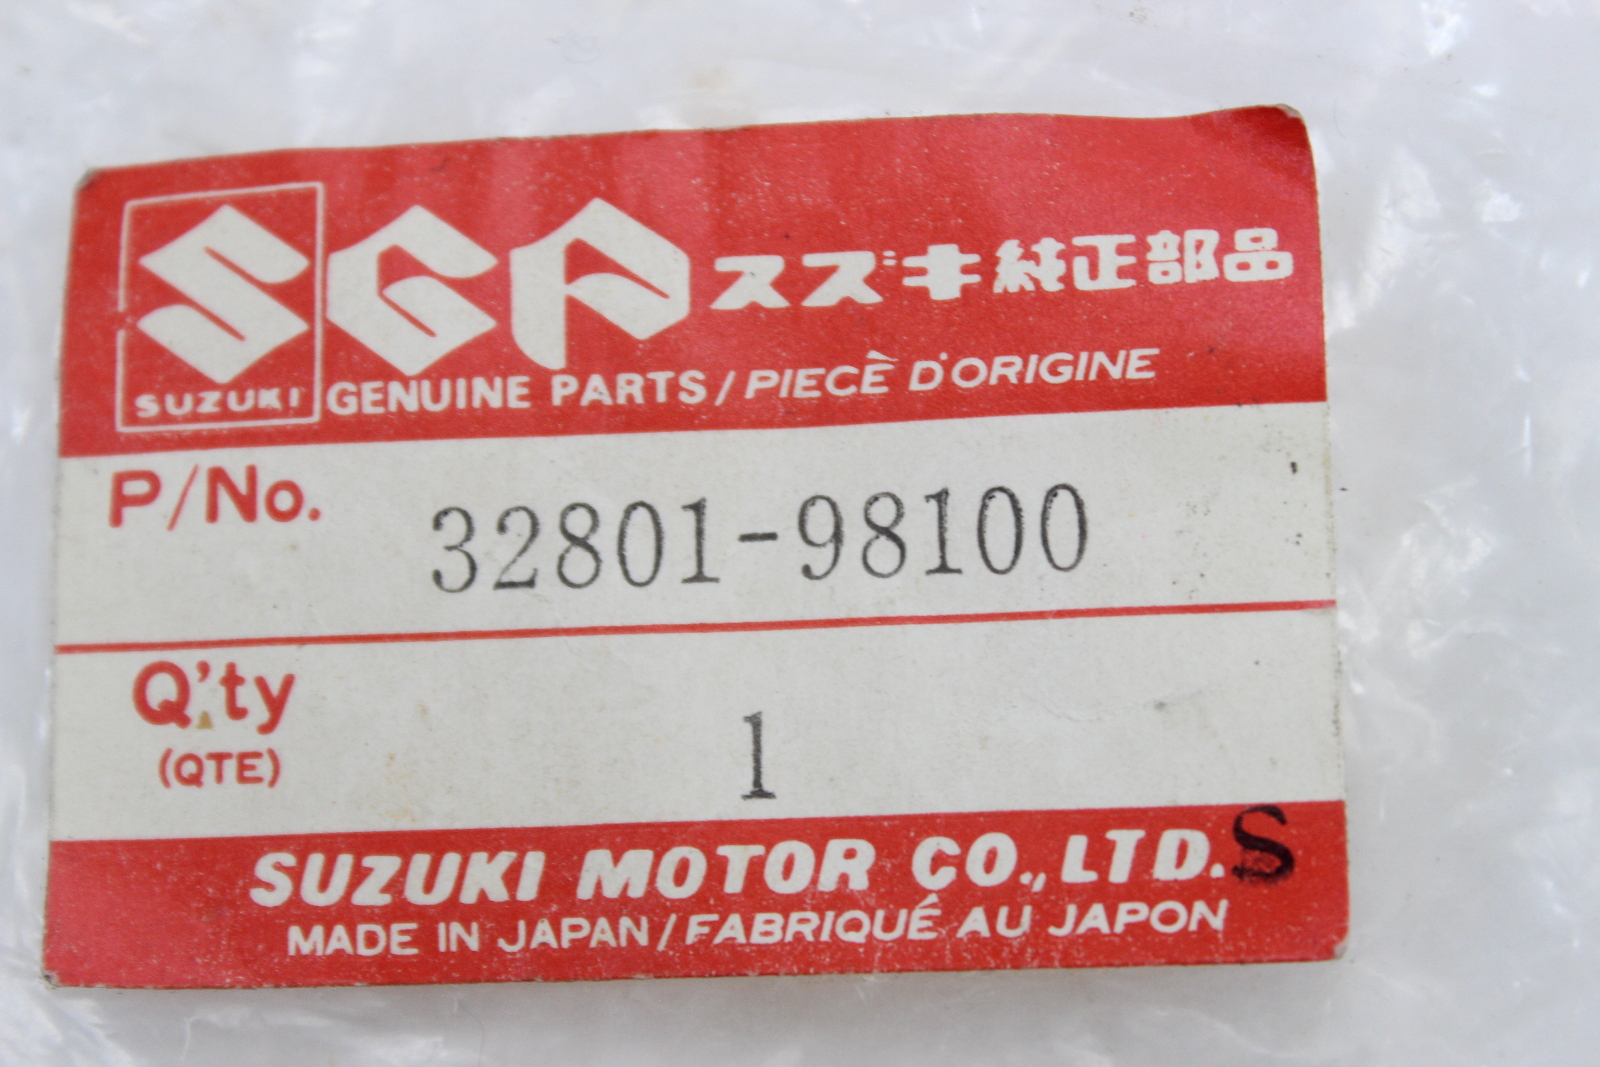 SGP スズキ純正部品
SUZUKI GENUINE PARTS / PIECÈ D'ORIGINE
P/No. 32801-98100
Q'ty 1
(QTE)
SUZUKI MOTOR CO., LTD. S
MADE IN JAPAN / FABRIQUÉ AU JAPON